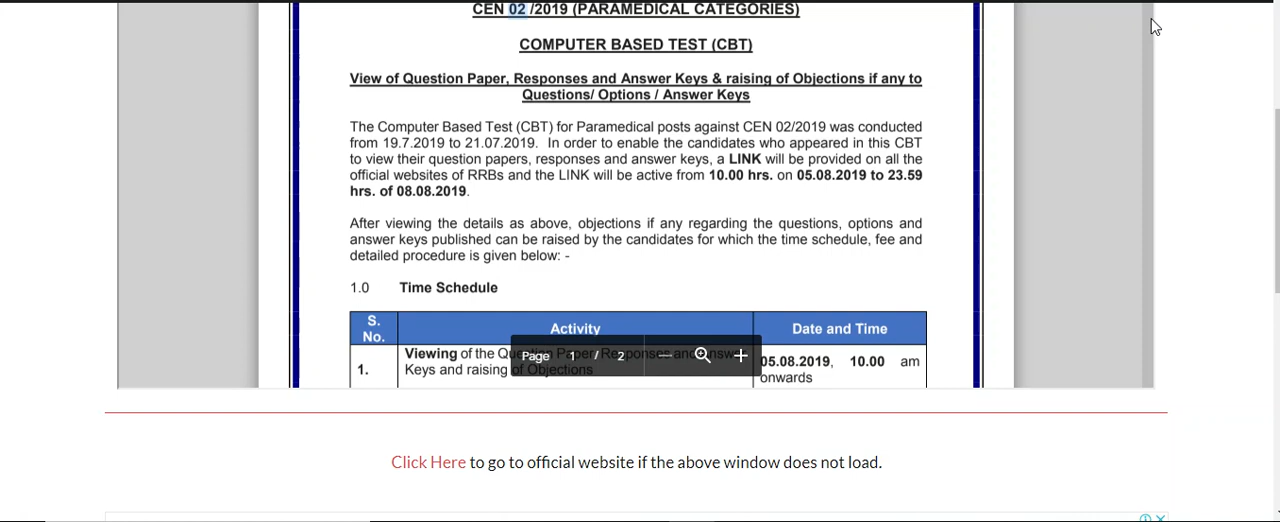 CEN 02 /2019 (PARAMEDICAL CATEGORIES)
COMPUTER BASED TEST (CBT)
View of Question Paper, Responses and Answer Keys & raising of Objections if any to
Questions/ Options / Answer Keys
The Computer Based Test (CBT) for Paramedical posts against CEN 02/2019 was conducted
from 19.7.2019 to 21.07.2019. In order to enable the candidates who appeared in this CBT
to view their question papers, responses and answer keys, a LINK will be provided on all the
official websites of RRBs and the LINK will be active from 10.00 hrs. on 05.08.2019 to 23.59
hrs. of 08.08.2019.
After viewing the details as above, objections if any regarding the questions, options and
answer keys published can be raised by the candidates for which the time schedule, fee and
detailed procedure is given below: -
1.0 Time Schedule
S. No.
Activity
Date and Time
1.
Viewing of the Question Paper, Responses and Answ
Keys and raising of Objections
05.08.2019, 10.00 am
onwards
Page 1 / 2
Click Here to go to official website if the above window does not load.